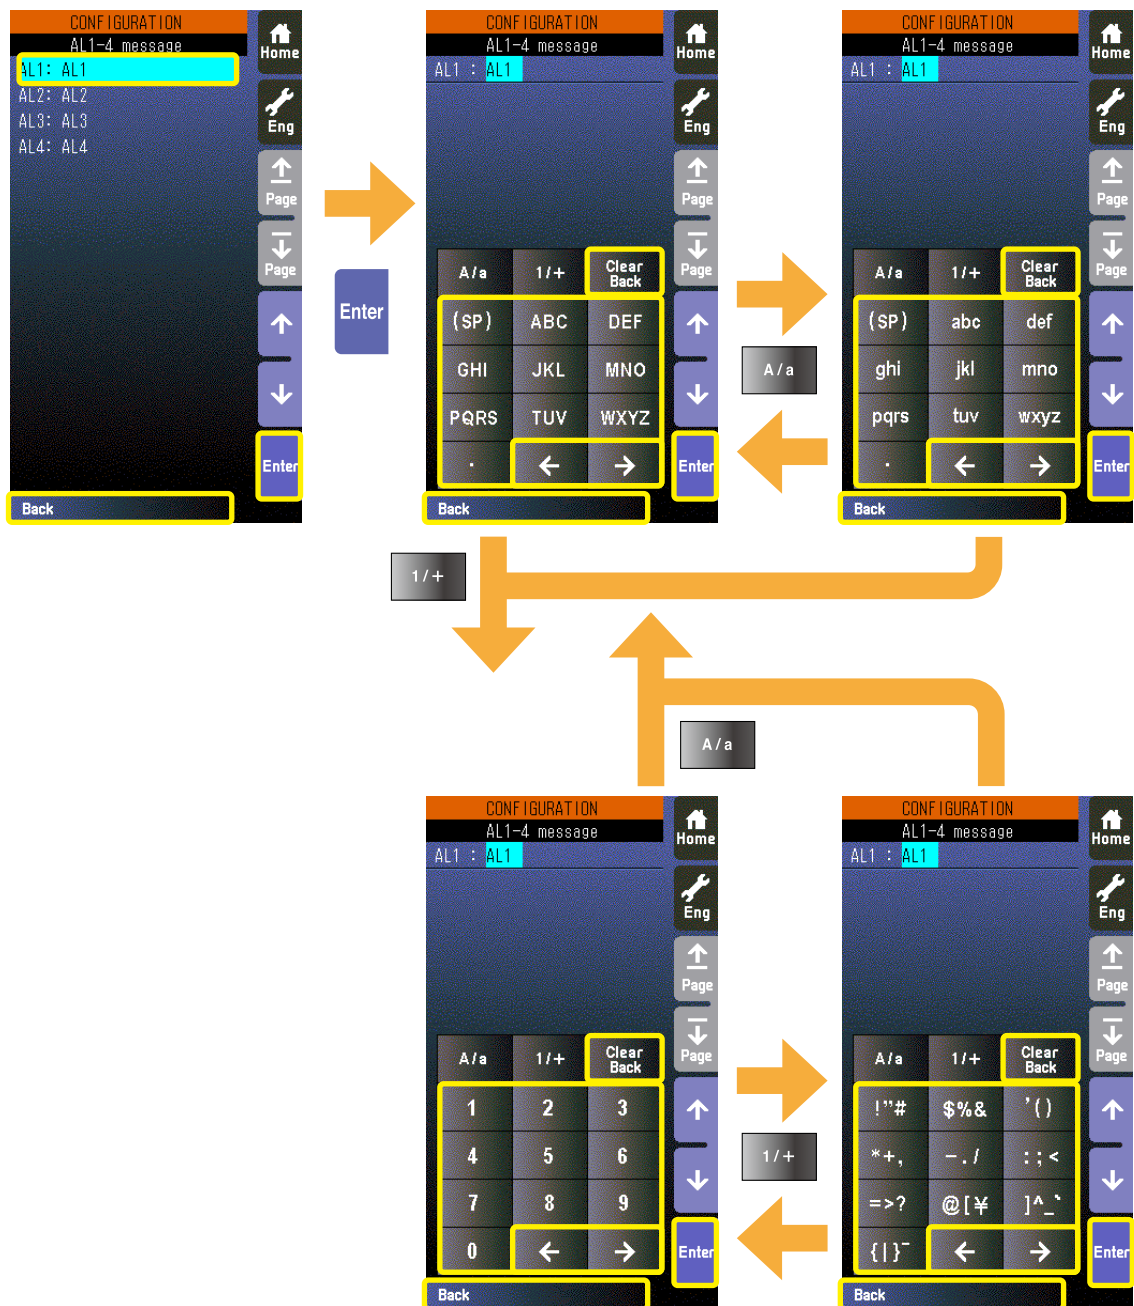 CONFIGURATION
AL1-4 message
AL1: AL1
AL2: AL2
AL3: AL3
AL4: AL4
Home
Eng
Page
Page
Enter
Back
Enter
CONFIGURATION
AL1-4 message
AL1 : AL1
Home
Eng
Page
Page
A/a 1/+ Clear Back
(SP) ABC DEF
GHI JKL MNO
PQRS TUV WXYZ
. ← →
Enter
Back
A/a
CONFIGURATION
AL1-4 message
AL1 : AL1
Home
Eng
Page
Page
A/a 1/+ Clear Back
(SP) abc def
ghi jkl mno
pqrs tuv wxyz
. ← →
Enter
Back
1/+
A/a
CONFIGURATION
AL1-4 message
AL1 : AL1
Home
Eng
Page
Page
A/a 1/+ Clear Back
1 2 3
4 5 6
7 8 9
0 ← →
Enter
Back
1/+
CONFIGURATION
AL1-4 message
AL1 : AL1
Home
Eng
Page
Page
A/a 1/+ Clear Back
!"# $%& '()
*+, -./ :;<
=>? @[¥ ]^_`
{|}‾ ← →
Enter
Back